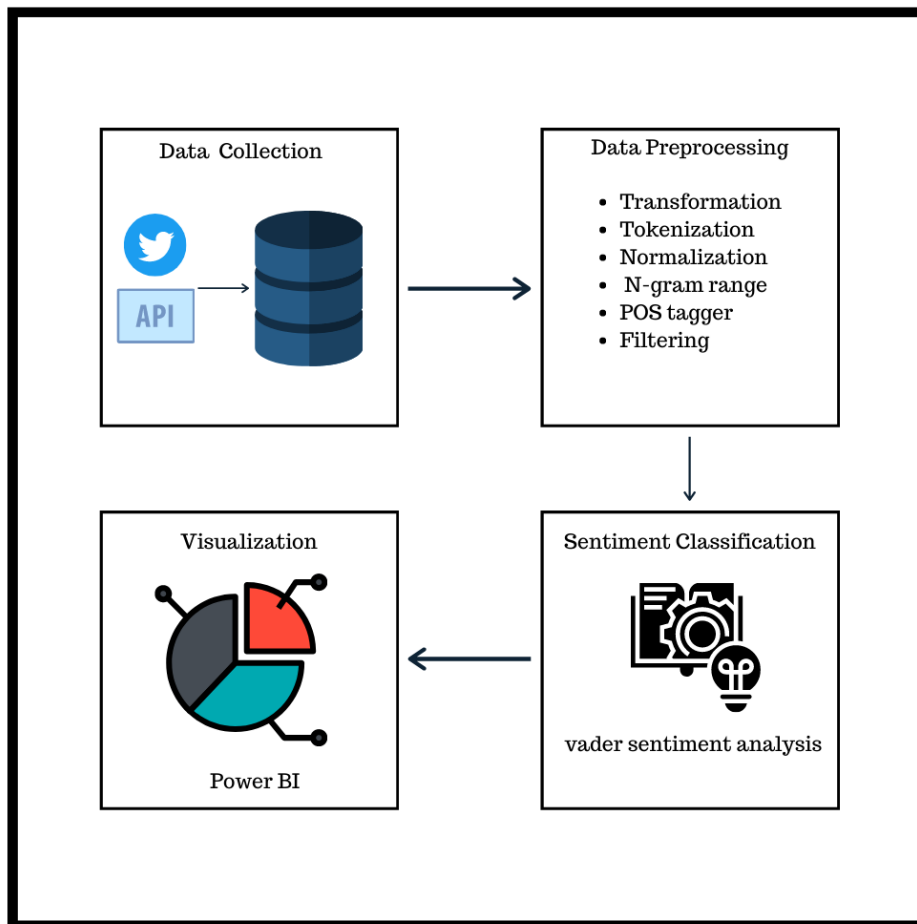 Data Collection
API
Data Preprocessing
• Transformation
• Tokenization
• Normalization
• N-gram range
• POS tagger
• Filtering
Sentiment Classification
vader sentiment analysis
Visualization
Power BI